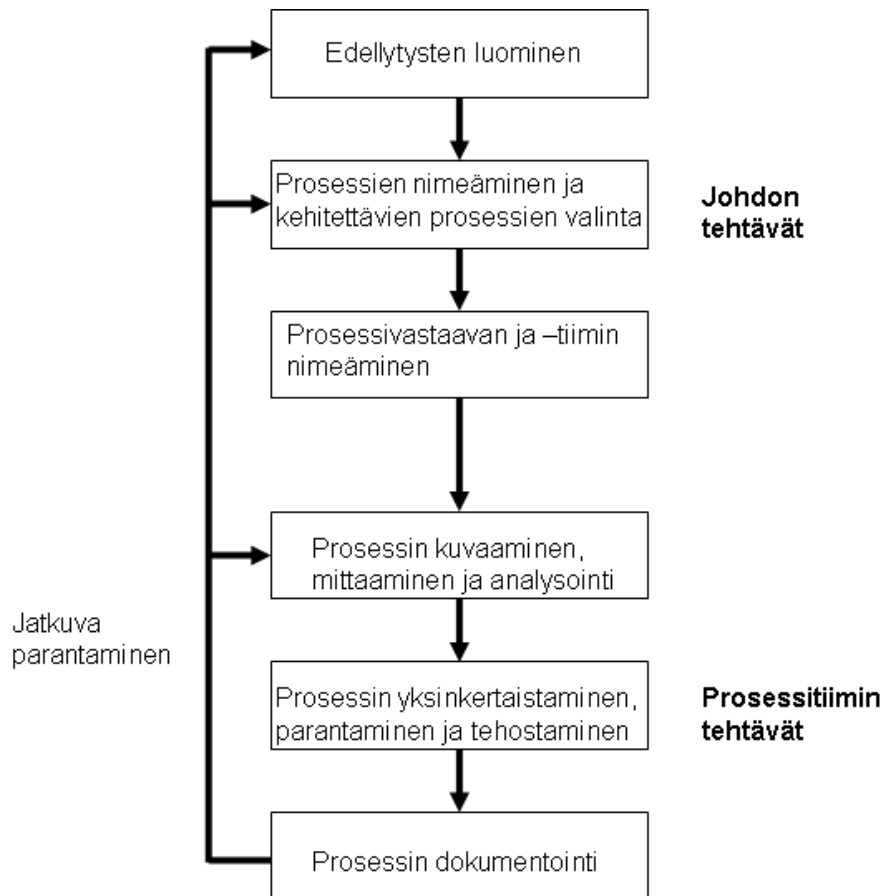 Edellytysten luominen
Prosessien nimeäminen ja
kehitettävien prosessien valinta
Johdon
tehtävät
Prosessivastaavan ja –tiimin
nimeäminen
Prosessin kuvaaminen,
mittaaminen ja analysointi
Jatkuva
parantaminen
Prosessin yksinkertaistaminen,
parantaminen ja tehostaminen
Prosessitiimin
tehtävät
Prosessin dokumentointi